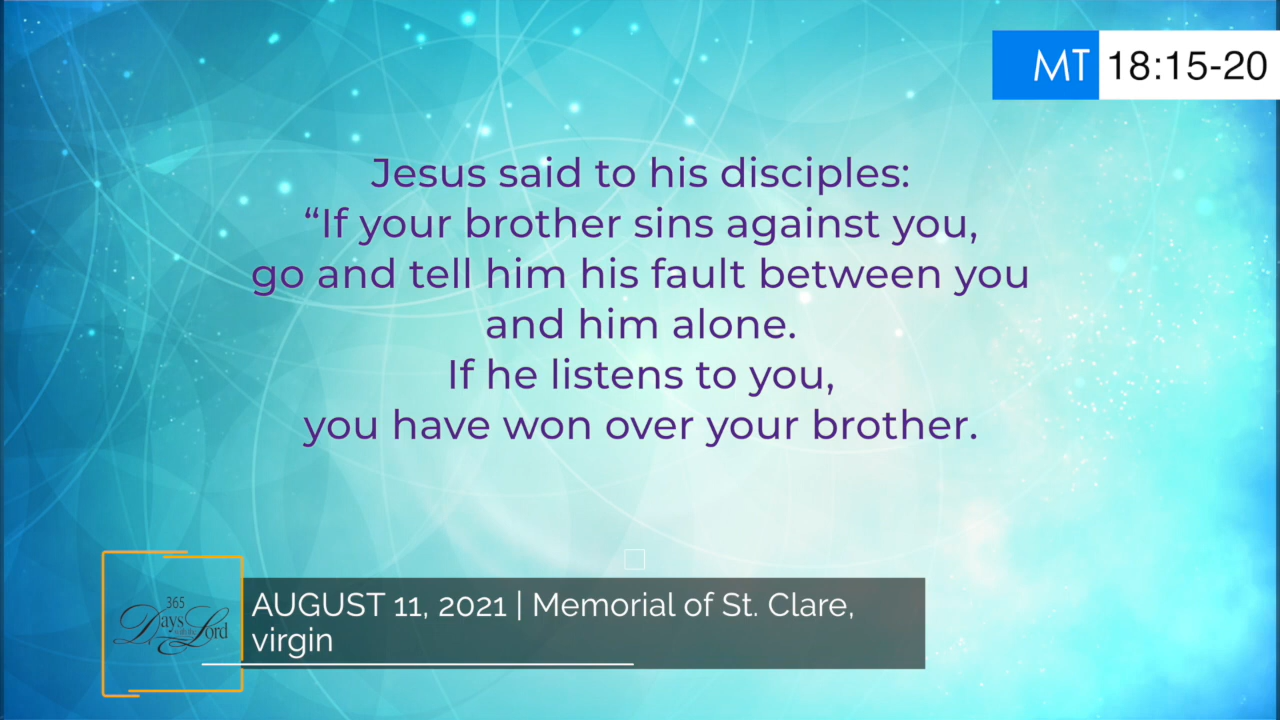 MT 18:15-20
Jesus said to his disciples:
“If your brother sins against you,
go and tell him his fault between you
and him alone.
If he listens to you,
you have won over your brother.
365
Days with the Lord
AUGUST 11, 2021 | Memorial of St. Clare,
virgin